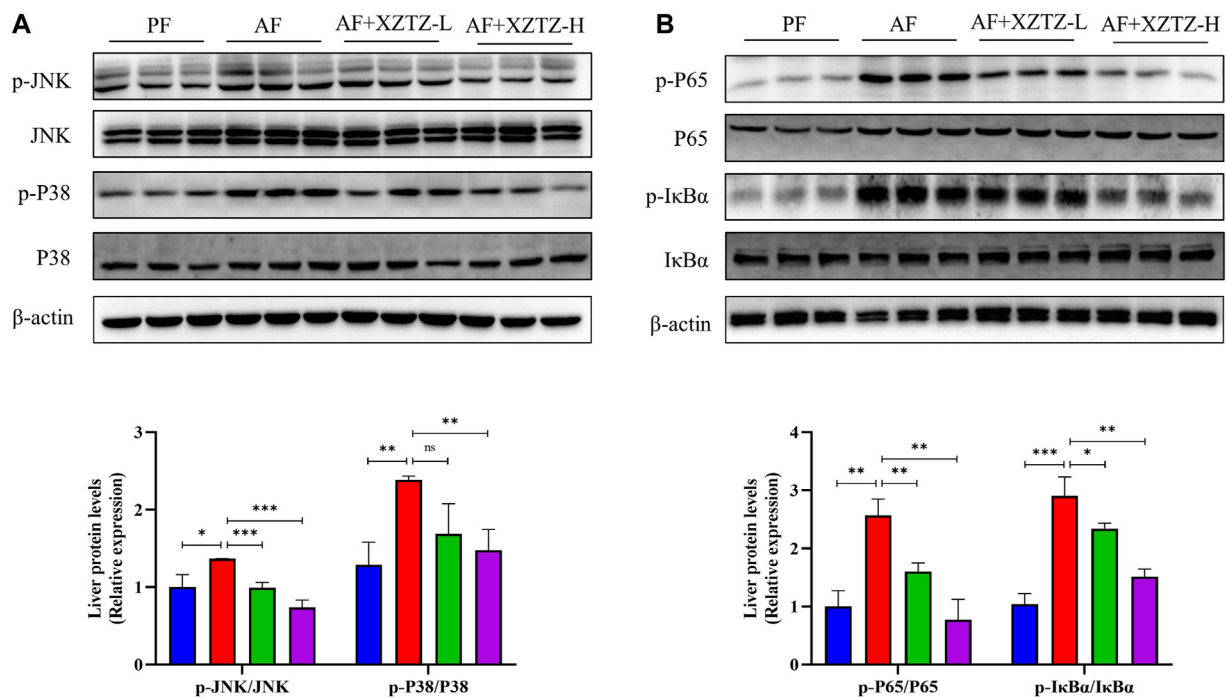 A
PF AF AF+XZTZ-L AF+XZTZ-H
p-JNK
JNK
p-P38
P38
β-actin
3
2
1
0
Liver protein levels
(Relative expression)
* *** ***
** ns **
p-JNK/JNK p-P38/P38
B
PF AF AF+XZTZ-L AF+XZTZ-H
p-P65
P65
p-IκBα
IκBα
β-actin
4
3
2
1
0
Liver protein levels
(Relative expression)
** ** **
*** * **
p-P65/P65 p-IκBα/IκBα